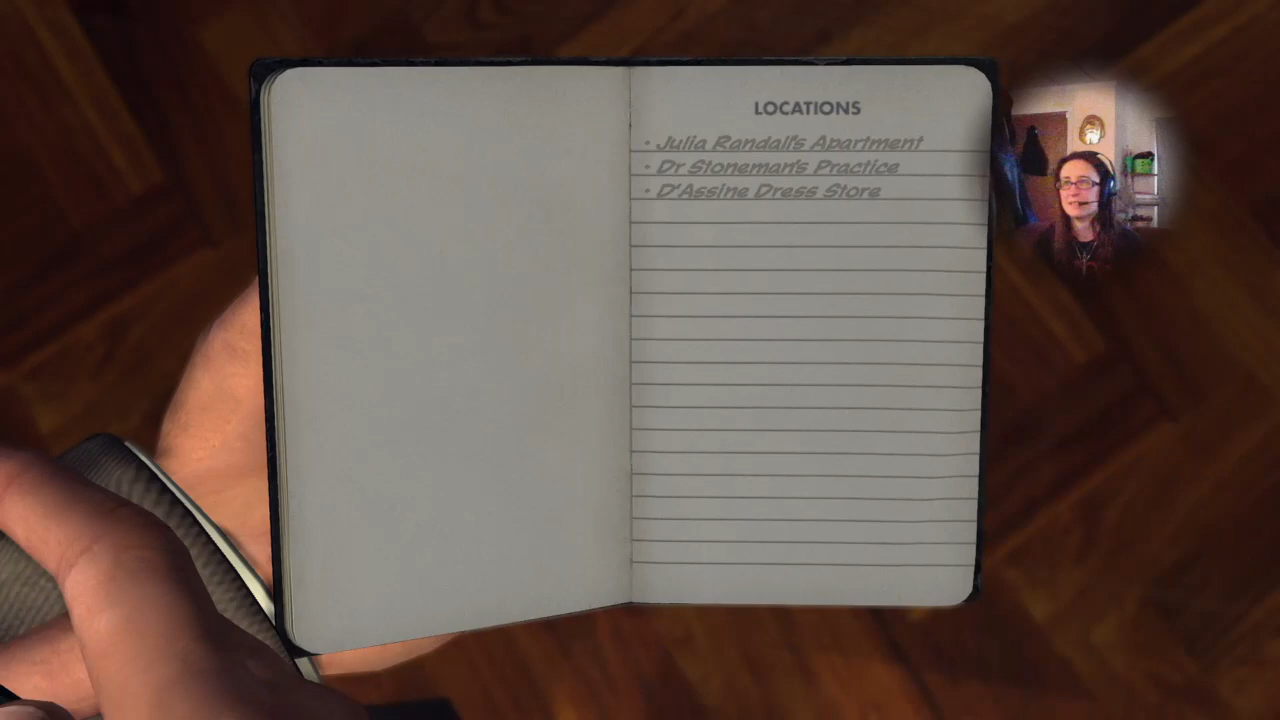 LOCATIONS
· Julia Randall's Apartment
· Dr Stoneman's Practice
· D'Assine Dress Store